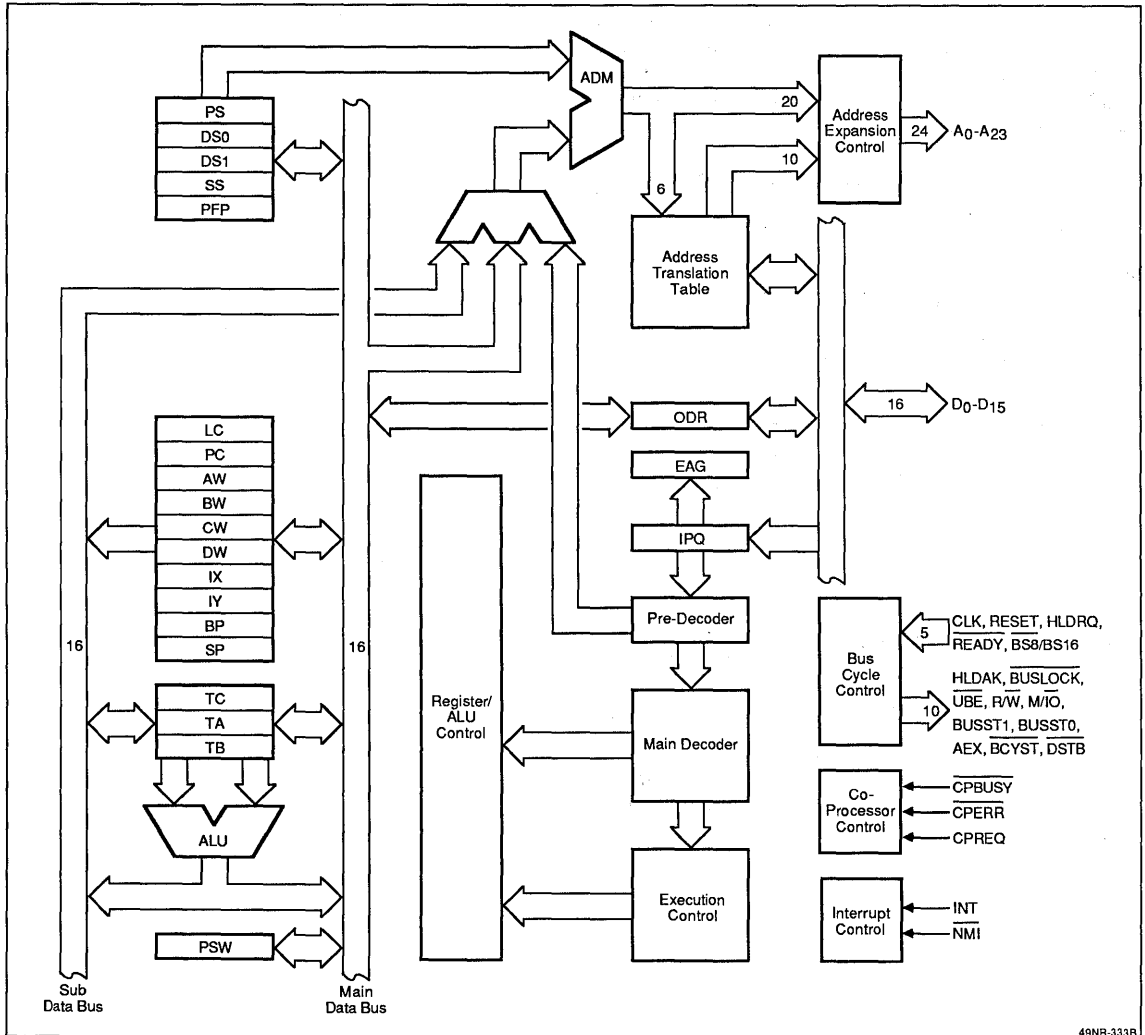 ADM
PS
DS0
DS1
SS
PFP
20
Address
Expansion
Control
24
A0-A23
10
6
Address
Translation
Table
16
D0-D15
ODR
EAG
IPQ
LC
PC
AW
BW
CW
DW
IX
IY
BP
SP
Pre-Decoder
16
16
TC
TA
TB
ALU
Register/
ALU
Control
Main Decoder
Execution
Control
Bus
Cycle
Control
5
CLK, RESET, HLDRQ,
READY, BS8/BS16
10
HLDAK, BUSLOCK,
UBE, R/W, M/IO,
BUSST1, BUSST0,
AEX, BCYST, DSTB
Co-
Processor
Control
CPBUSY
CPERR
CPREQ
Interrupt
Control
INT
NMI
PSW
Sub
Data Bus
Main
Data Bus
49NR-333B